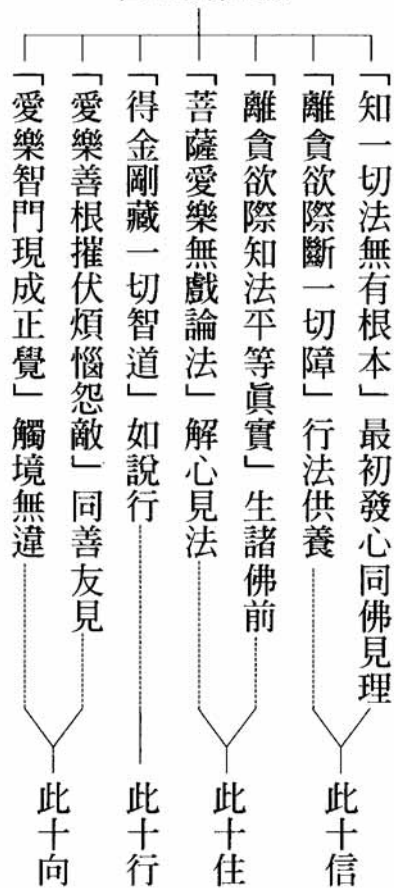 「知一切法無有根本」最初發心同佛見理
「離貪欲際斷一切障」行法供養
「離貪欲際知法平等眞實」生諸佛前
「菩薩愛樂無戲論法」解心見法
「得金剛藏一切智道」如說行
「愛樂善根摧伏煩惱怨敵」同善友見
「愛樂智門現成正覺」觸境無違
此十信
此十住
此十行
此十向